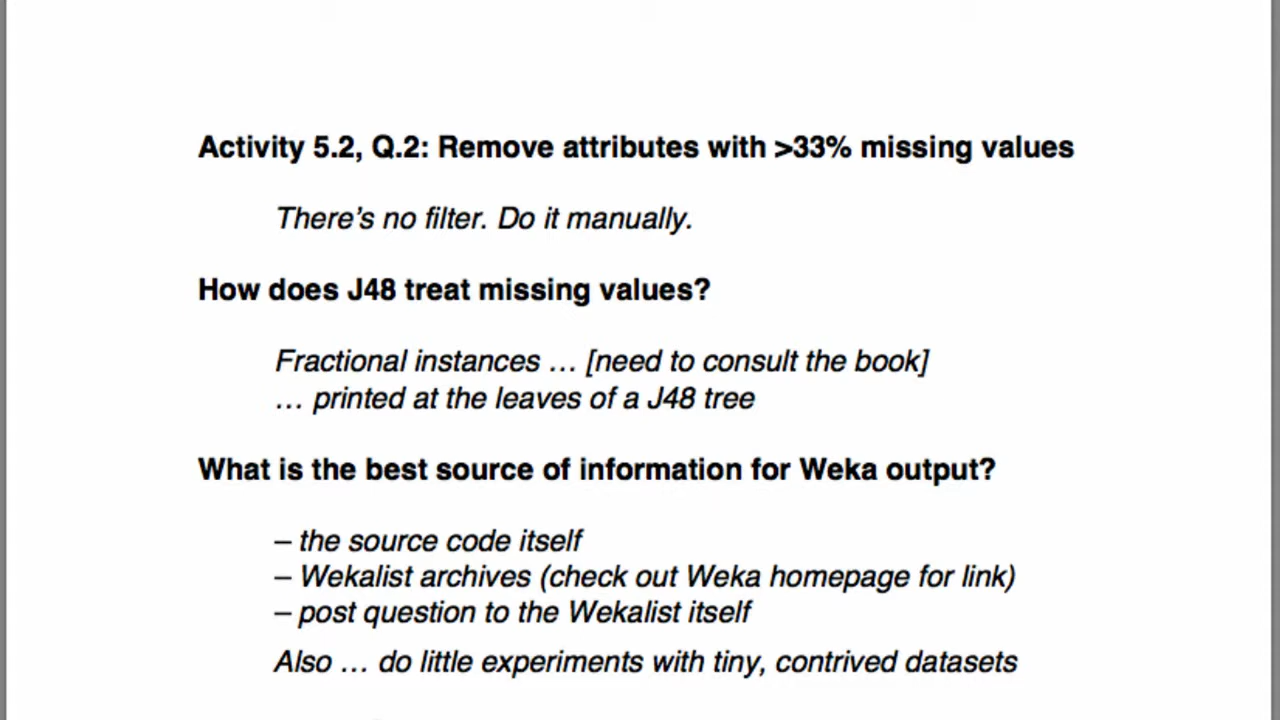 Activity 5.2, Q.2: Remove attributes with >33% missing values
There’s no filter. Do it manually.
How does J48 treat missing values?
Fractional instances … [need to consult the book]
… printed at the leaves of a J48 tree
What is the best source of information for Weka output?
– the source code itself
– Wekalist archives (check out Weka homepage for link)
– post question to the Wekalist itself
Also … do little experiments with tiny, contrived datasets